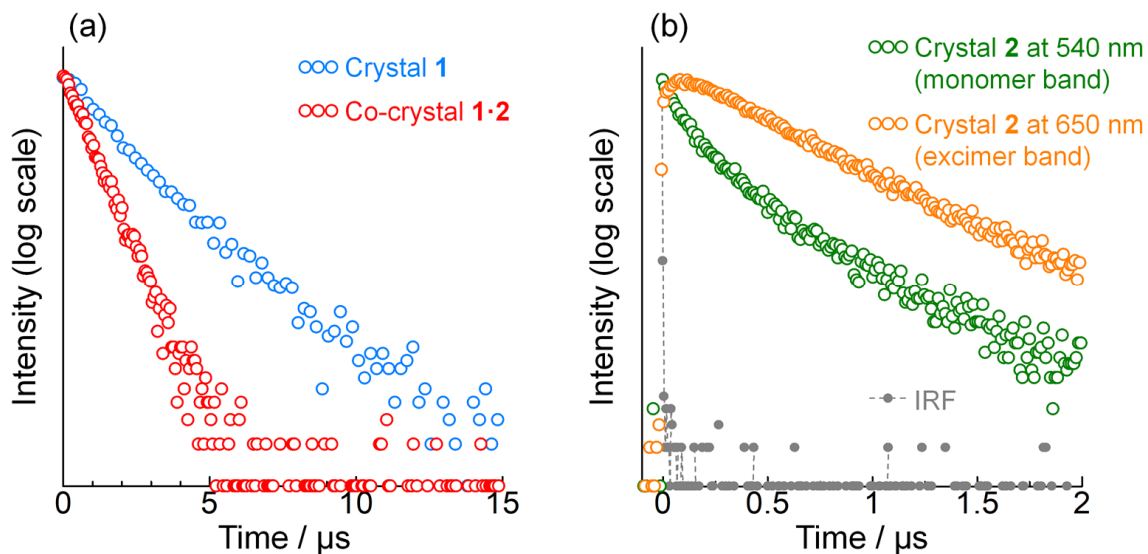 (a)
Crystal 1
Co-crystal 1·2
Intensity (log scale)
0
5
10
15
Time / μs
(b)
Crystal 2 at 540 nm
(monomer band)
Crystal 2 at 650 nm
(excimer band)
IRF
Intensity (log scale)
0
0.5
1
1.5
2
Time / μs